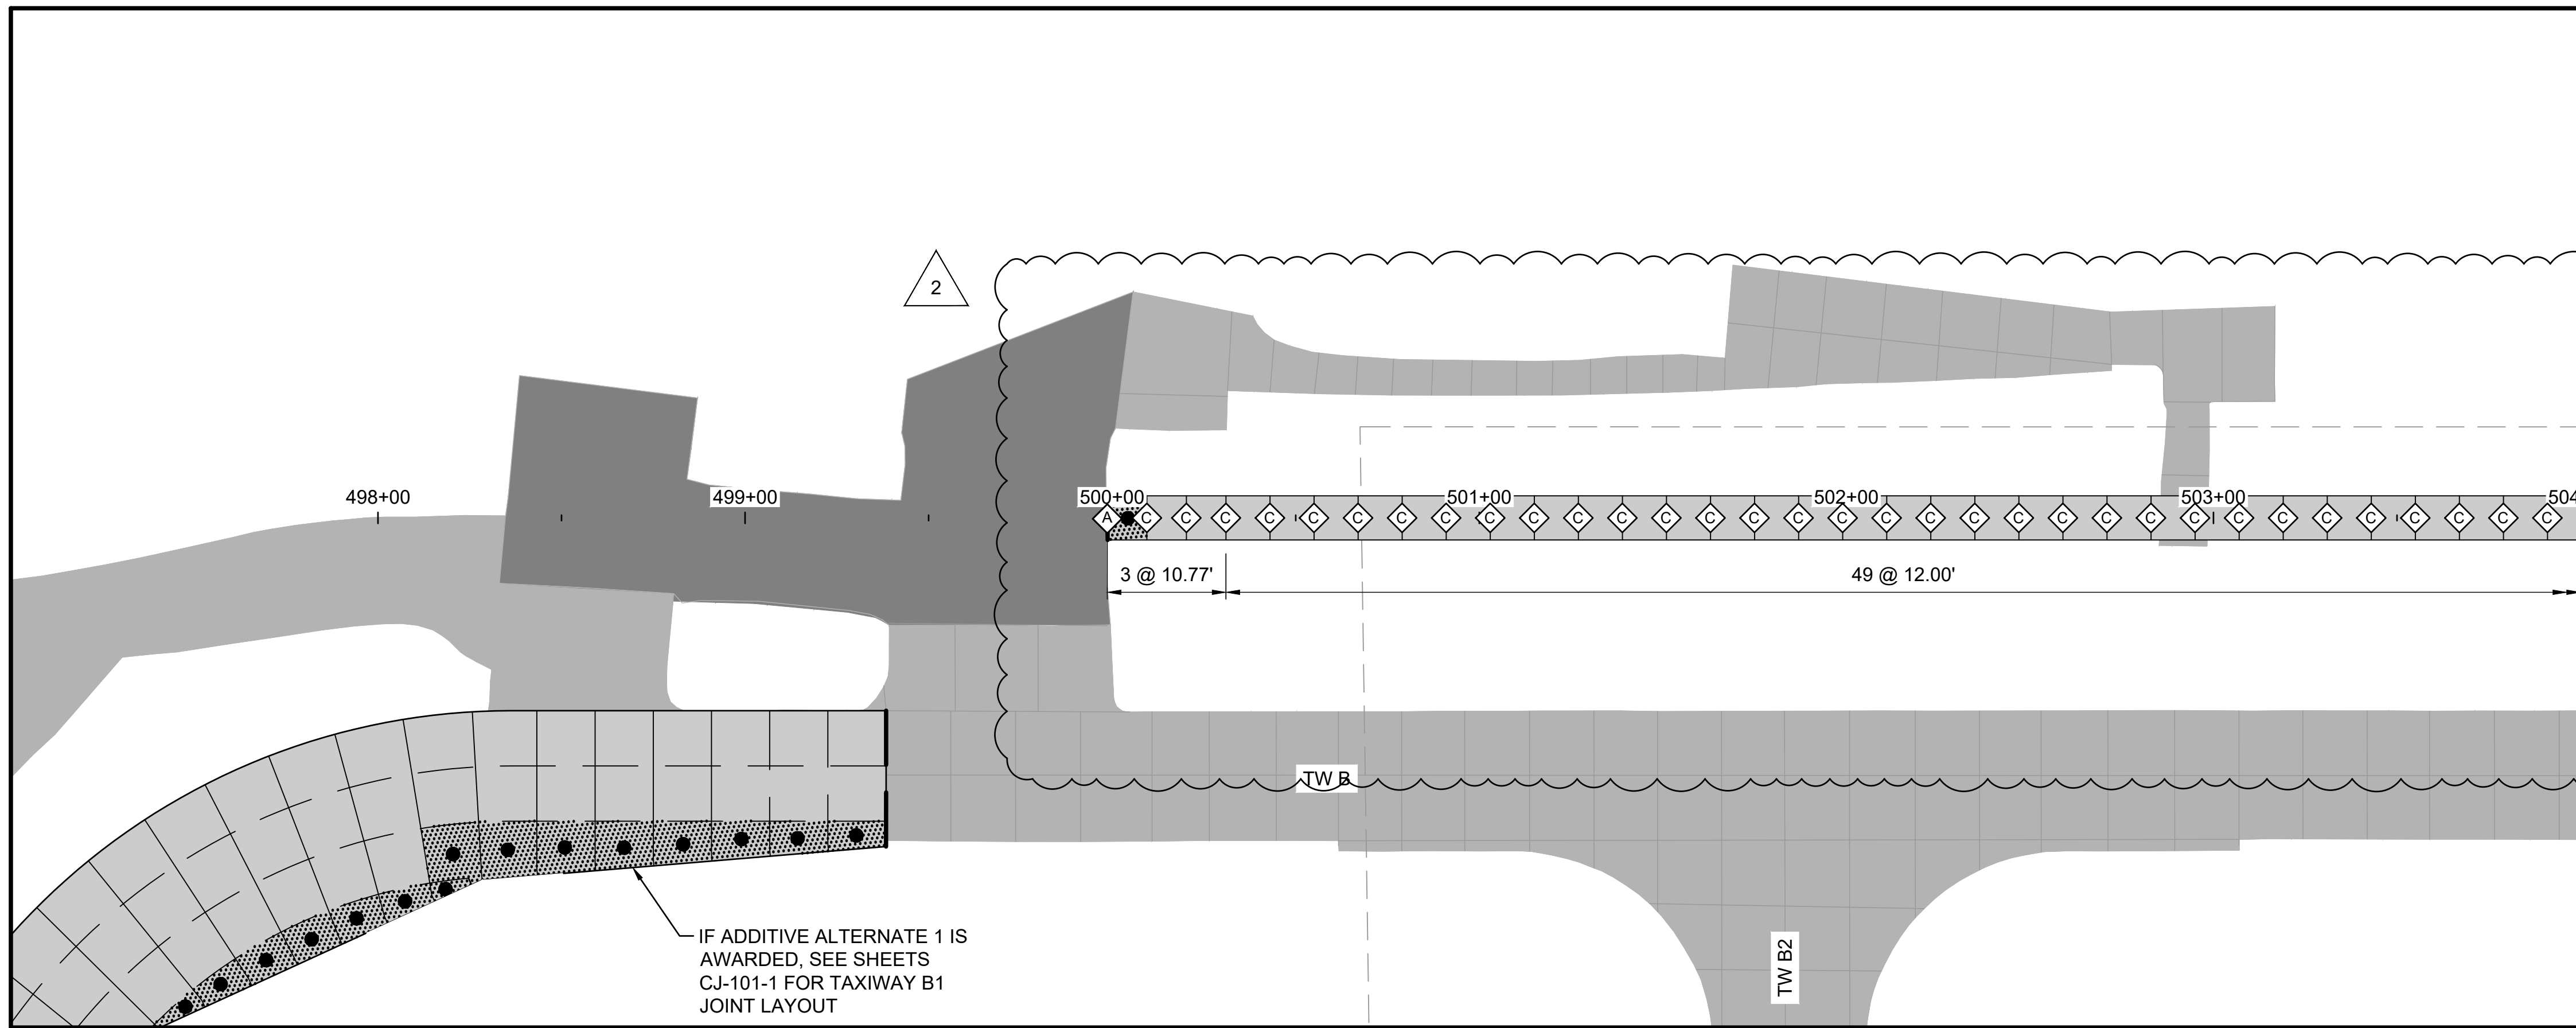 2
498+00
499+00
500+00
501+00
502+00
503+00
504
A C C C C C C C C C C C C C C C C C C C C C C C C C C C C C C C C C
3 @ 10.77'
49 @ 12.00'
TW B
TW B2
IF ADDITIVE ALTERNATE 1 IS
AWARDED, SEE SHEETS
CJ-101-1 FOR TAXIWAY B1
JOINT LAYOUT